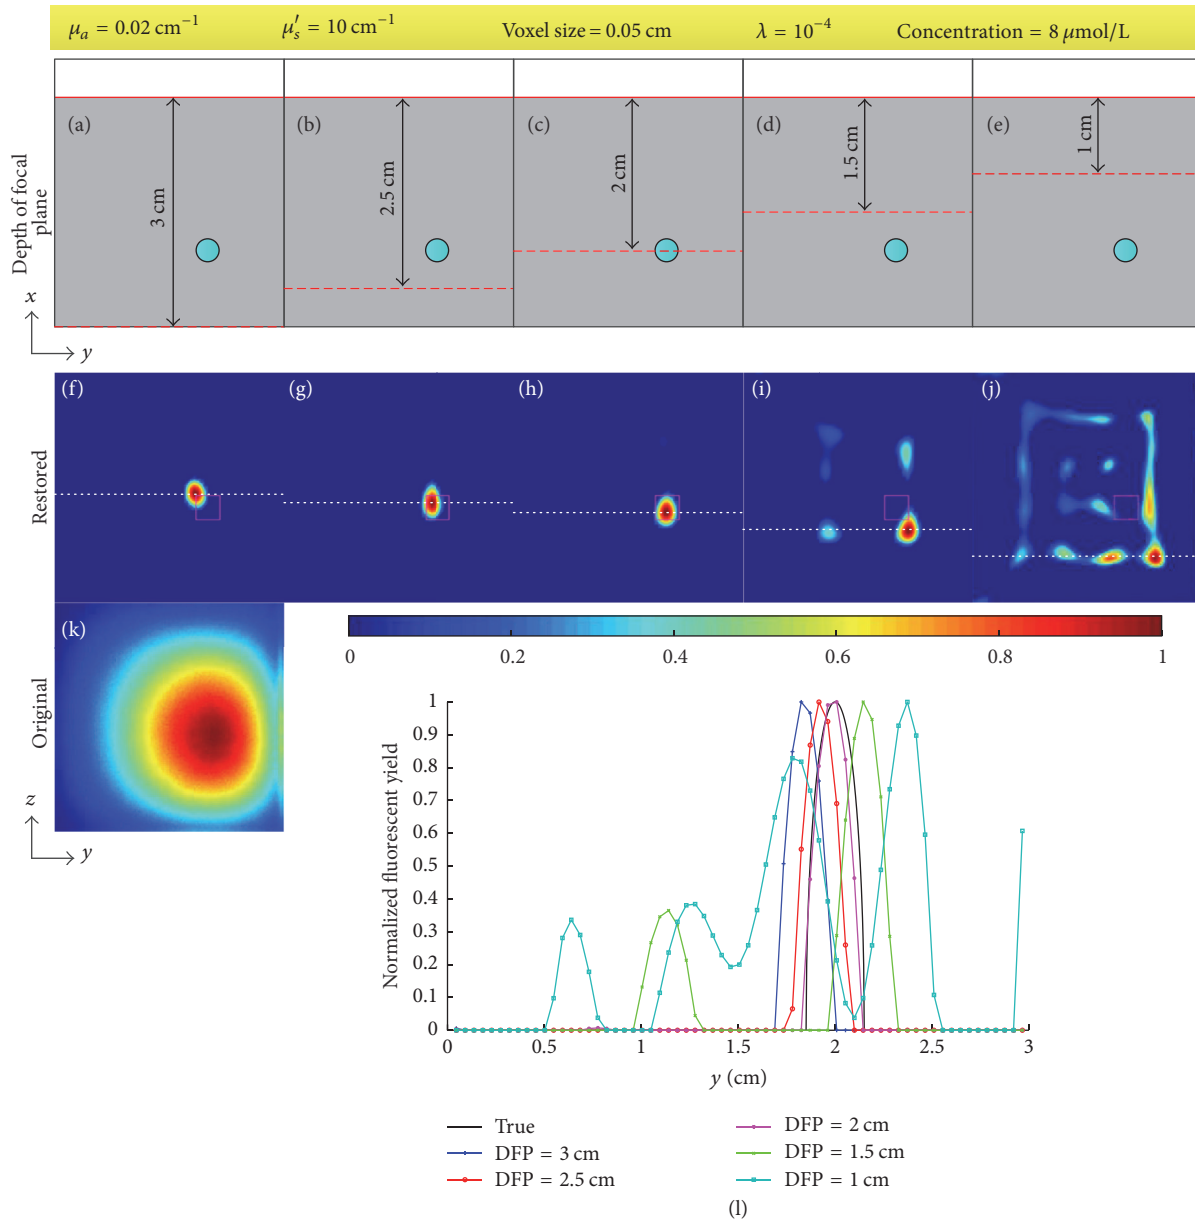 μa = 0.02 cm−1 μ′s = 10 cm−1 Voxel size = 0.05 cm λ = 10−4 Concentration = 8 μmol/L
(a) (b) (c) (d) (e)
3 cm 2.5 cm 2 cm 1.5 cm 1 cm
Depth of focal
plane
x
y
(f) (g) (h) (i) (j)
Restored
(k)
Original
z
y
0 0.2 0.4 0.6 0.8 1
Normalized fluorescent yield
1
0.9
0.8
0.7
0.6
0.5
0.4
0.3
0.2
0.1
0
0 0.5 1 1.5 2 2.5 3
y (cm)
True
DFP = 3 cm
DFP = 2.5 cm
DFP = 2 cm
DFP = 1.5 cm
DFP = 1 cm
(l)